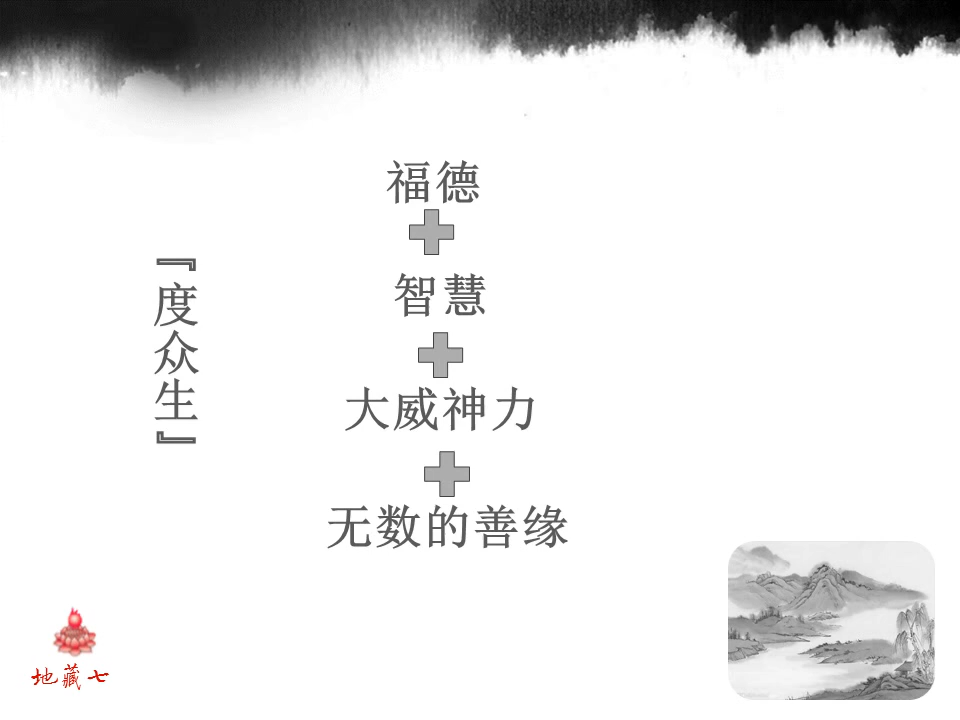 『度众生』
福德
智慧
大威神力
无数的善缘
地藏七